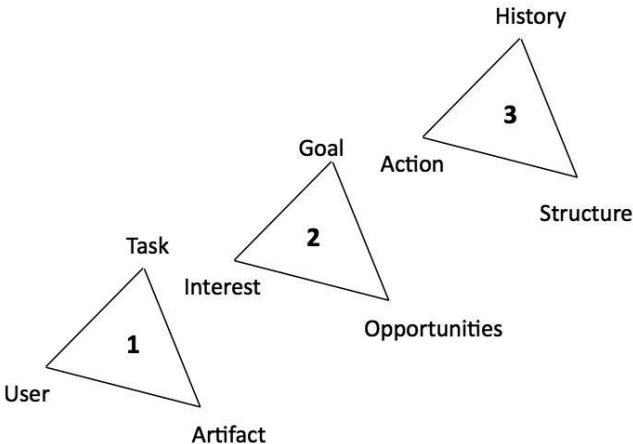 History
3
Action
Structure
Goal
2
Interest
Opportunities
Task
1
User
Artifact